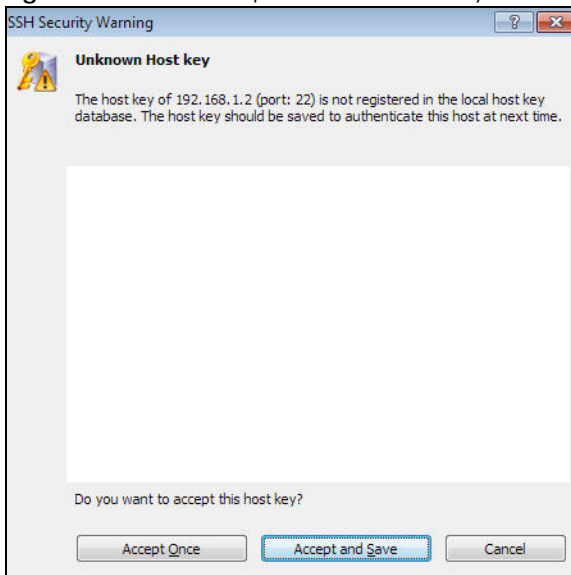 SSH Security Warning
Unknown Host key
The host key of 192.168.1.2 (port: 22) is not registered in the local host key
database. The host key should be saved to authenticate this host at next time.
Do you want to accept this host key?
Accept Once
Accept and Save
Cancel